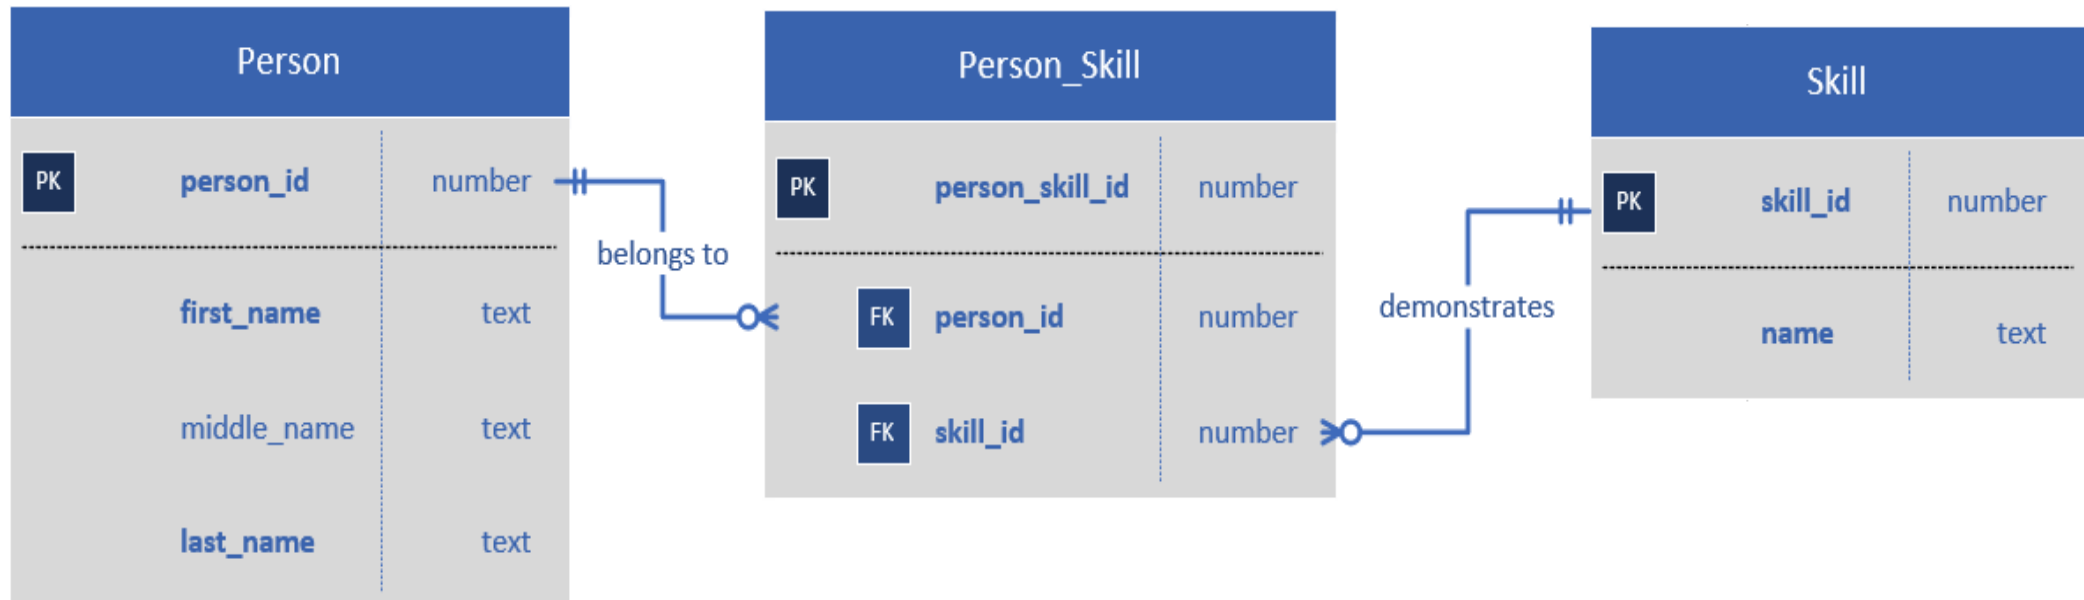 Person
PK person_id number
first_name text
middle_name text
last_name text
belongs to
Person_Skill
PK person_skill_id number
FK person_id number
FK skill_id number
demonstrates
Skill
PK skill_id number
name text